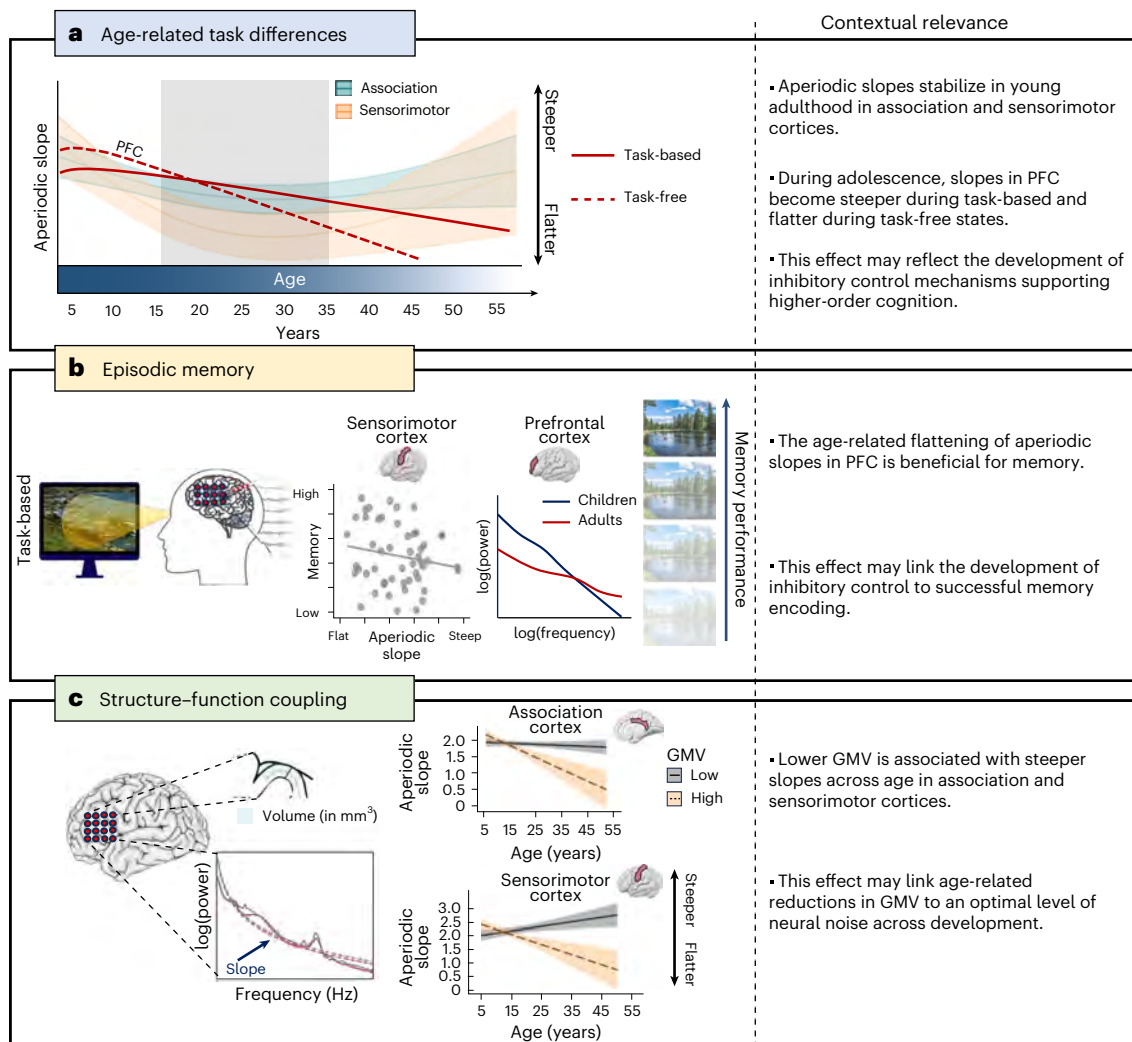 a Age-related task differences
Contextual relevance
Association
Sensorimotor
PFC
Aperiodic slope
Steeper
Flatter
Task-based
Task-free
Age
5 10 15 20 25 30 35 40 45 50 55
Years
▪ Aperiodic slopes stabilize in young
adulthood in association and sensorimotor
cortices.
▪ During adolescence, slopes in PFC
become steeper during task-based and
flatter during task-free states.
▪ This effect may reflect the development of
inhibitory control mechanisms supporting
higher-order cognition.
b Episodic memory
Task-based
Sensorimotor
cortex
High
Memory
Low
Flat
Aperiodic
slope
Steep
Prefrontal
cortex
Children
Adults
log(power)
log(frequency)
Memory performance
▪ The age-related flattening of aperiodic
slopes in PFC is beneficial for memory.
▪ This effect may link the development of
inhibitory control to successful memory
encoding.
c Structure–function coupling
Volume (in mm³)
log(power)
Slope
Frequency (Hz)
Association
cortex
Aperiodic
slope
2.0
1.5
1.0
0.5
0
5 15 25 35 45 55
Age (years)
GMV
Low
High
Sensorimotor
cortex
Aperiodic
slope
3.0
2.5
2.0
1.5
1.0
0.5
0
5 15 25 35 45 55
Age (years)
Steeper
Flatter
▪ Lower GMV is associated with steeper
slopes across age in association and
sensorimotor cortices.
▪ This effect may link age-related
reductions in GMV to an optimal level of
neural noise across development.